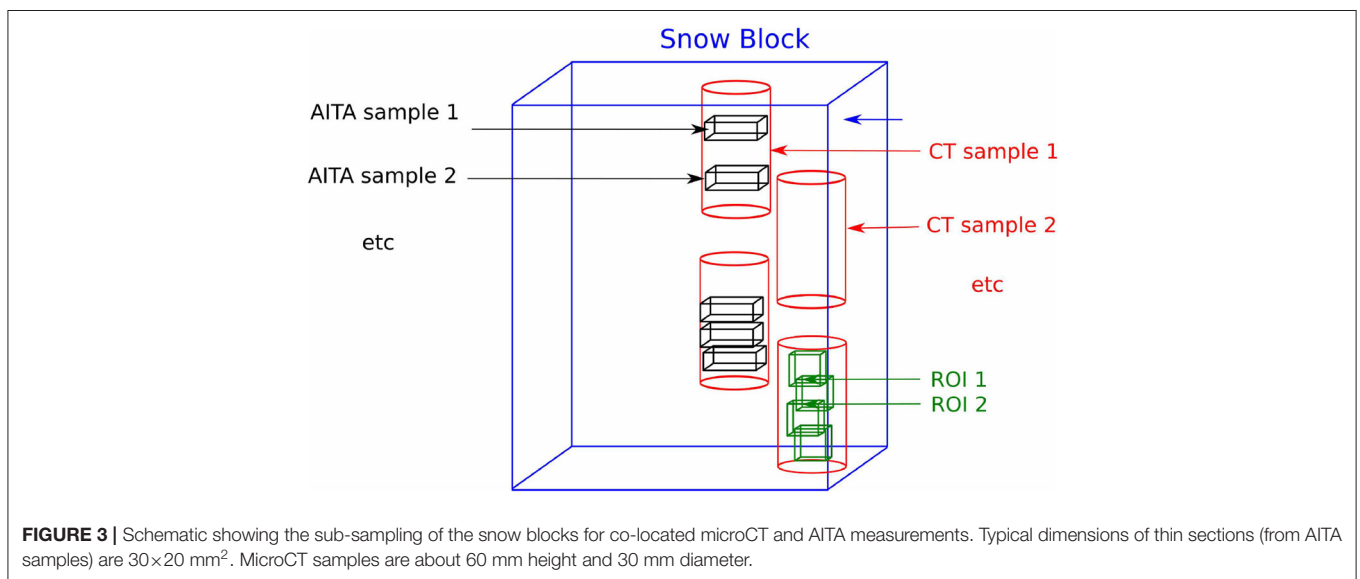 Snow Block
AITA sample 1
CT sample 1
AITA sample 2
CT sample 2
etc
etc
ROI 1
ROI 2
FIGURE 3 | Schematic showing the sub-sampling of the snow blocks for co-located microCT and AITA measurements. Typical dimensions of thin sections (from AITA
samples) are 30×20 mm². MicroCT samples are about 60 mm height and 30 mm diameter.